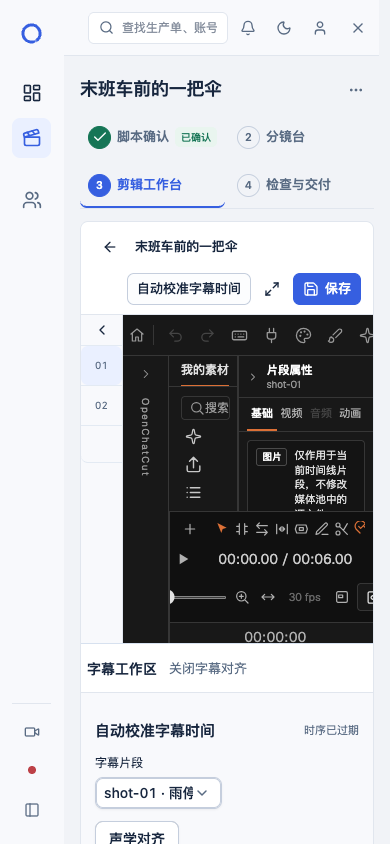 查找生产单、账号
末班车前的一把伞
脚本确认 已确认
2 分镜台
3 剪辑工作台
4 检查与交付
末班车前的一把伞
自动校准字幕时间
保存
01
02
OpenChatCut
我的素材
搜索
片段属性
shot-01
基础 视频 音频 动画
图片
仅作用于当
前时间线片
段，不修改
媒体池中的
00:00.00 / 00:06.00
30 fps
00:00:00
字幕工作区 关闭字幕对齐
自动校准字幕时间
时序已过期
字幕片段
shot-01 · 雨停
声学对齐